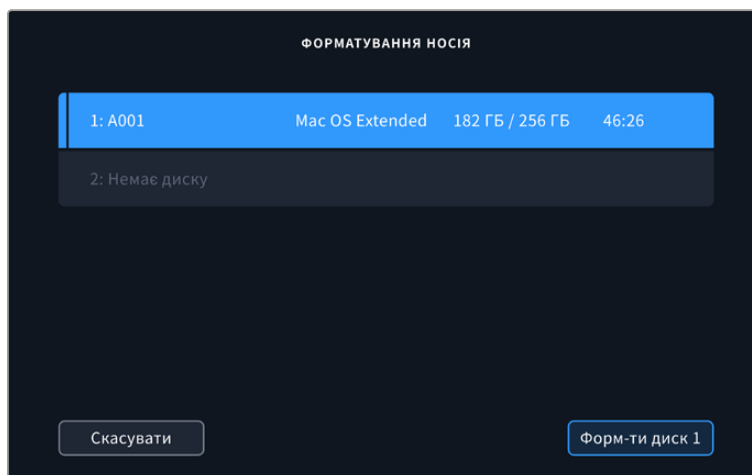 ФОРМАТУВАННЯ НОСІЯ
1: A001 Mac OS Extended 182 ГБ / 256 ГБ 46:26
2: Немає диску
Скасувати Форм-ти диск 1